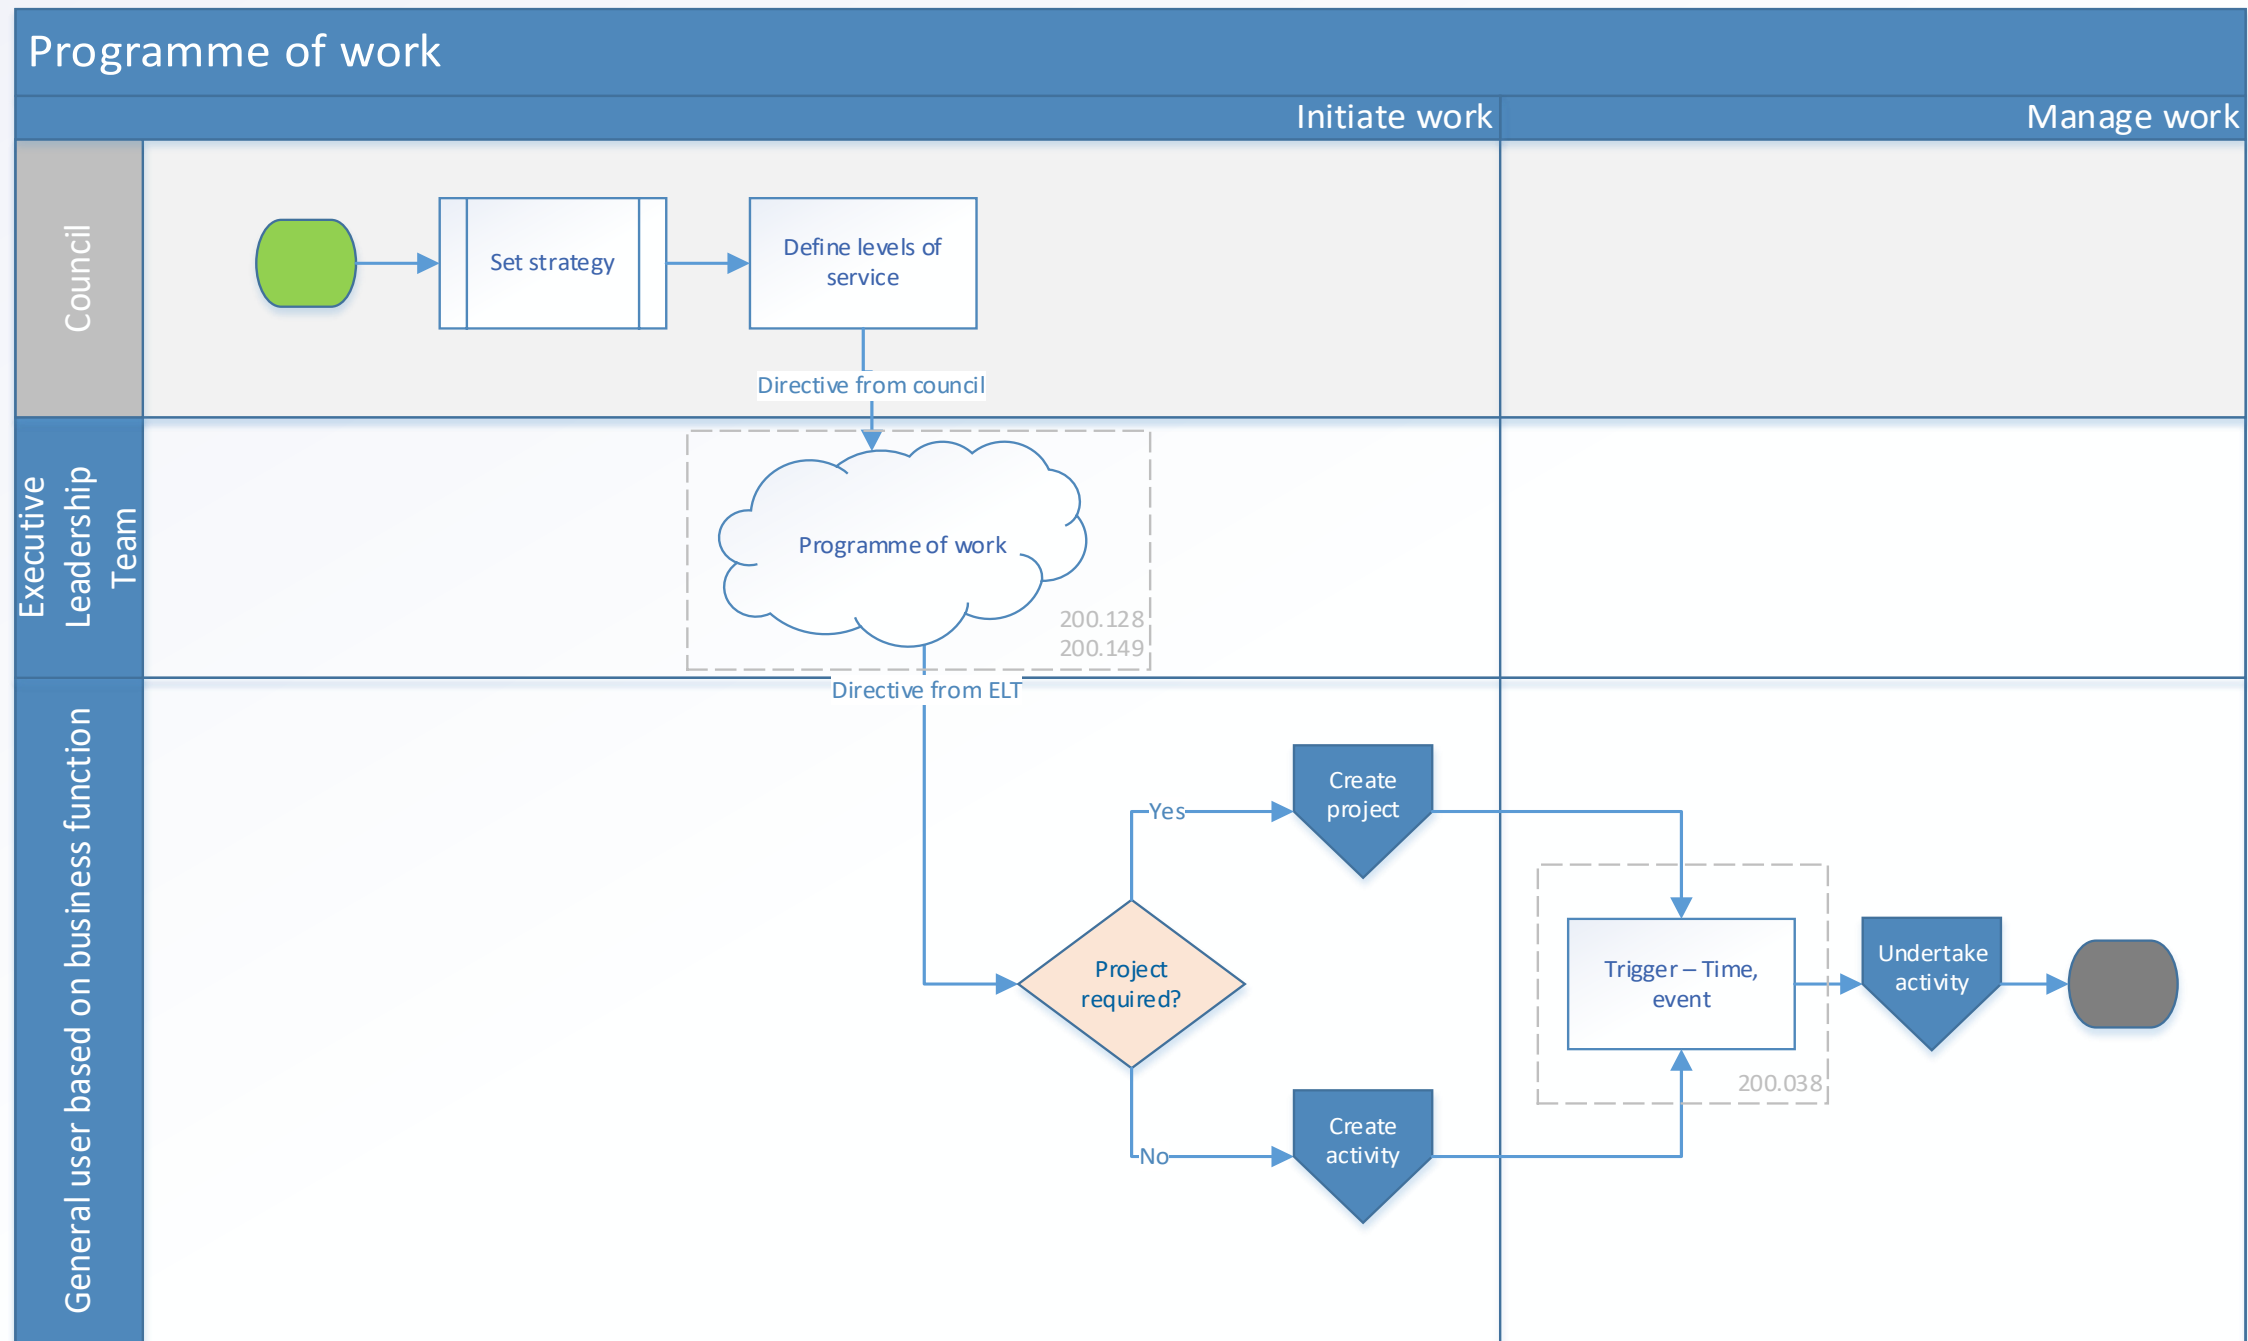 Programme of work
Initiate work
Manage work
Council
Set strategy
Define levels of
service
Directive from council
Executive
Leadership
Team
Programme of work
200.128
200.149
Directive from ELT
General user based on business function
Create
project
Yes
Project
required?
Trigger – Time,
event
Undertake
activity
200.038
No
Create
activity